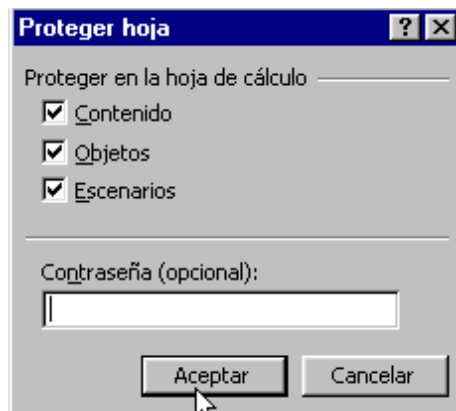 Proteger hoja
Proteger en la hoja de cálculo
Contenido
Objetos
Escenarios
Contraseña (opcional):
Aceptar Cancelar